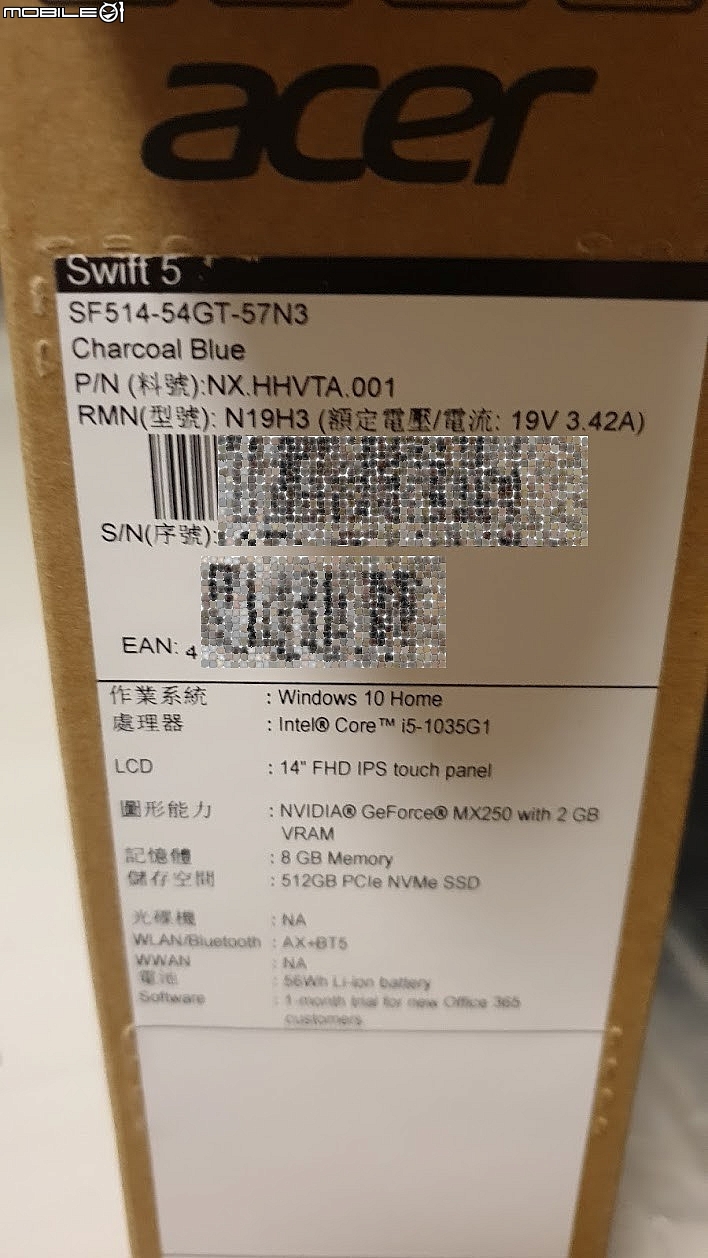 MOBILE01
acer
Swift 5
SF514-54GT-57N3
Charcoal Blue
P/N (料號):NX.HHVTA.001
RMN(型號): N19H3 (額定電壓/電流: 19V 3.42A)
S/N(序號):
EAN: 4
作業系統 : Windows 10 Home
處理器 : Intel® Core™ i5-1035G1
LCD : 14" FHD IPS touch panel
圖形能力 : NVIDIA® GeForce® MX250 with 2 GB
VRAM
記憶體 : 8 GB Memory
儲存空間 : 512GB PCIe NVMe SSD
光碟機 : NA
WLAN/Bluetooth : AX+BT5
WWAN : NA
電池 : 56Wh Li-ion battery
Software : 1-month trial for new Office 365
customers